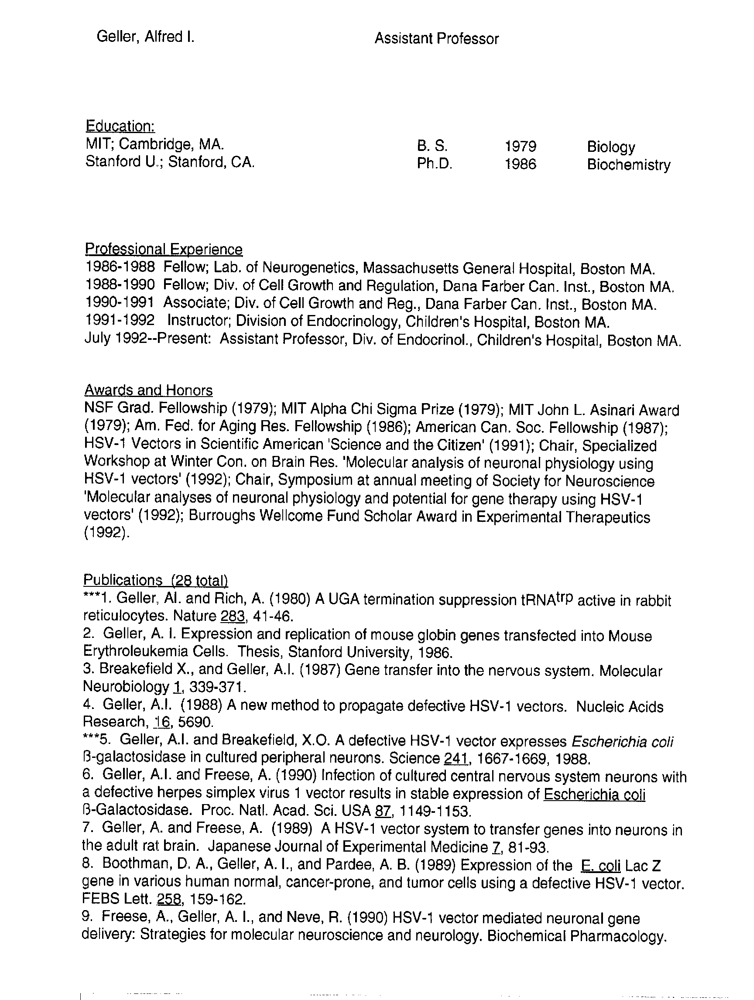 Geller, Alfred I. Assistant Professor
Education:
MIT; Cambridge, MA. B. S. 1979 Biology
Stanford U.; Stanford, CA. Ph.D. 1986 Biochemistry
Professional Experience
1986-1988 Fellow; Lab. of Neurogenetics, Massachusetts General Hospital, Boston MA.
1988-1990 Fellow; Div. of Cell Growth and Regulation, Dana Farber Can. Inst., Boston MA.
1990-1991 Associate; Div. of Cell Growth and Reg., Dana Farber Can. Inst., Boston MA.
1991-1992 Instructor; Division of Endocrinology, Children's Hospital, Boston MA.
July 1992--Present: Assistant Professor, Div. of Endocrinol., Children's Hospital, Boston MA.
Awards and Honors
NSF Grad. Fellowship (1979); MIT Alpha Chi Sigma Prize (1979); MIT John L. Asinari Award
(1979); Am. Fed. for Aging Res. Fellowship (1986); American Can. Soc. Fellowship (1987);
HSV-1 Vectors in Scientific American 'Science and the Citizen' (1991); Chair, Specialized
Workshop at Winter Con. on Brain Res. 'Molecular analysis of neuronal physiology using
HSV-1 vectors' (1992); Chair, Symposium at annual meeting of Society for Neuroscience
'Molecular analyses of neuronal physiology and potential for gene therapy using HSV-1
vectors' (1992); Burroughs Wellcome Fund Scholar Award in Experimental Therapeutics
(1992).
Publications (28 total)
***1. Geller, AI. and Rich, A. (1980) A UGA termination suppression tRNAtrp active in rabbit
reticulocytes. Nature 283, 41-46.
2. Geller, A. I. Expression and replication of mouse globin genes transfected into Mouse
Erythroleukemia Cells. Thesis, Stanford University, 1986.
3. Breakefield X., and Geller, A.I. (1987) Gene transfer into the nervous system. Molecular
Neurobiology 1, 339-371.
4. Geller, A.I. (1988) A new method to propagate defective HSV-1 vectors. Nucleic Acids
Research, 16, 5690.
***5. Geller, A.I. and Breakefield, X.O. A defective HSV-1 vector expresses Escherichia coli
ß-galactosidase in cultured peripheral neurons. Science 241, 1667-1669, 1988.
6. Geller, A.I. and Freese, A. (1990) Infection of cultured central nervous system neurons with
a defective herpes simplex virus 1 vector results in stable expression of Escherichia coli
ß-Galactosidase. Proc. Natl. Acad. Sci. USA 87, 1149-1153.
7. Geller, A. and Freese, A. (1989) A HSV-1 vector system to transfer genes into neurons in
the adult rat brain. Japanese Journal of Experimental Medicine 7, 81-93.
8. Boothman, D. A., Geller, A. I., and Pardee, A. B. (1989) Expression of the E. coli Lac Z
gene in various human normal, cancer-prone, and tumor cells using a defective HSV-1 vector.
FEBS Lett. 258, 159-162.
9. Freese, A., Geller, A. I., and Neve, R. (1990) HSV-1 vector mediated neuronal gene
delivery: Strategies for molecular neuroscience and neurology. Biochemical Pharmacology.